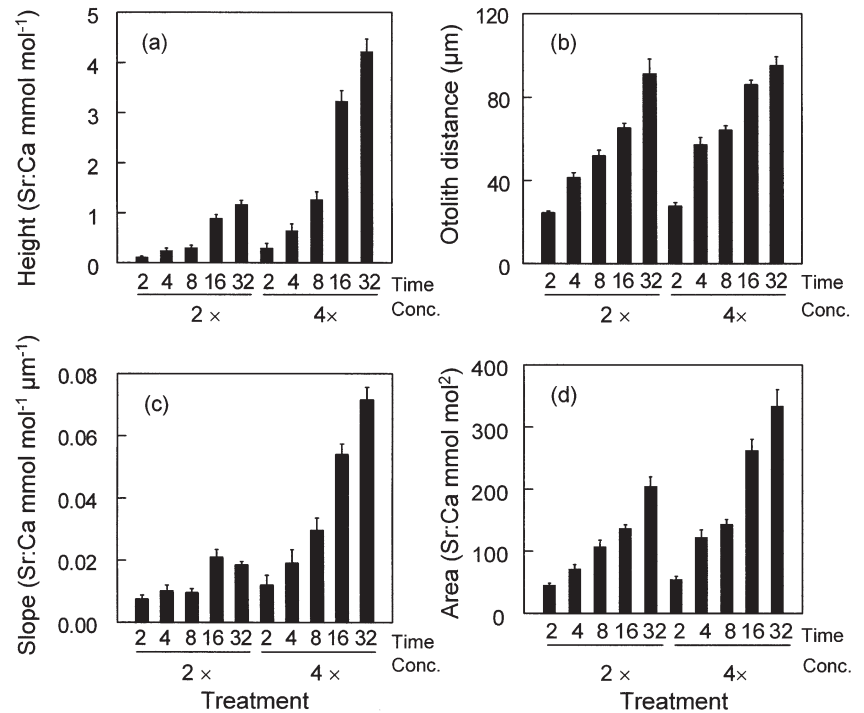 (a)
Height (Sr:Ca mmol mol⁻¹)
5
4
3
2
1
0
2 4 8 16 32 2 4 8 16 32 Time
2 × 4× Conc.
(b)
Otolith distance (µm)
120
80
40
0
2 4 8 16 32 2 4 8 16 32 Time
2 × 4× Conc.
(c)
Slope (Sr:Ca mmol mol⁻¹ µm⁻¹)
0.08
0.06
0.04
0.02
0.00
2 4 8 16 32 2 4 8 16 32 Time
2 × 4× Conc.
Treatment
(d)
Area (Sr:Ca mmol mol²)
400
300
200
100
0
2 4 8 16 32 2 4 8 16 32 Time
2 × 4× Conc.
Treatment